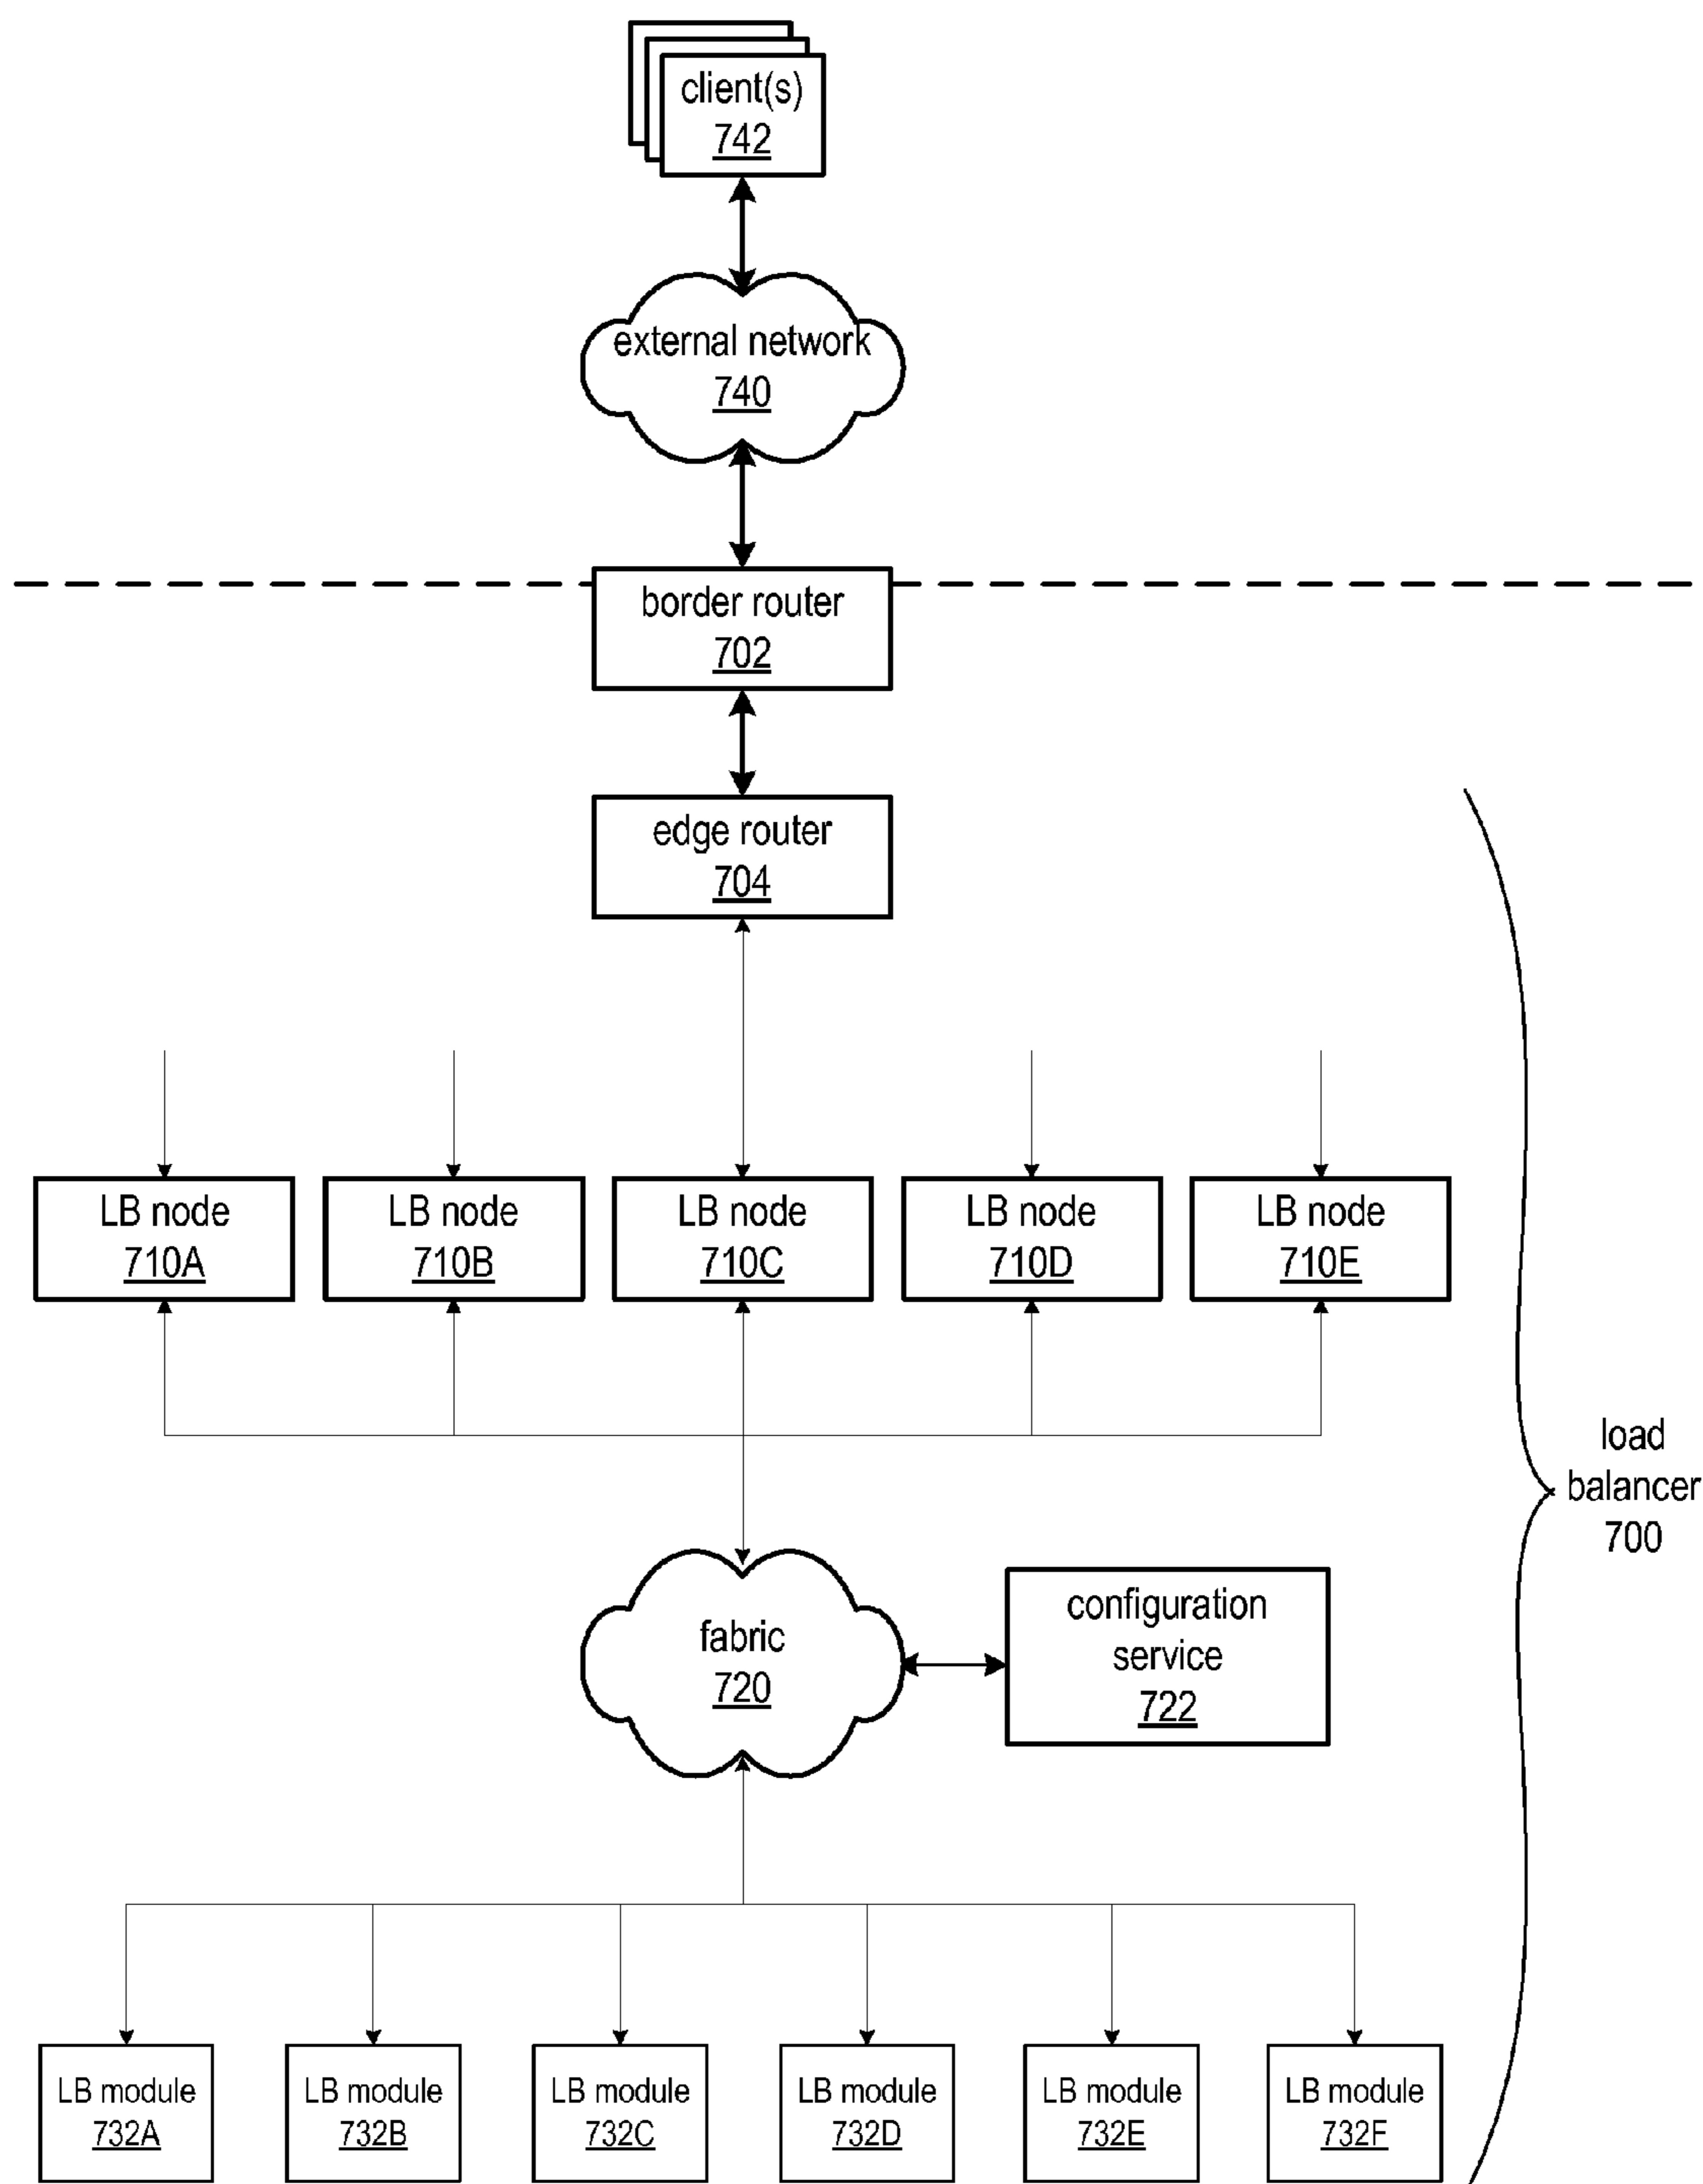 client(s)
742
external network
740
border router
702
edge router
704
LB node
710A
LB node
710B
LB node
710C
LB node
710D
LB node
710E
load
balancer
700
fabric
720
configuration
service
722
LB module
732A
LB module
732B
LB module
732C
LB module
732D
LB module
732E
LB module
732F